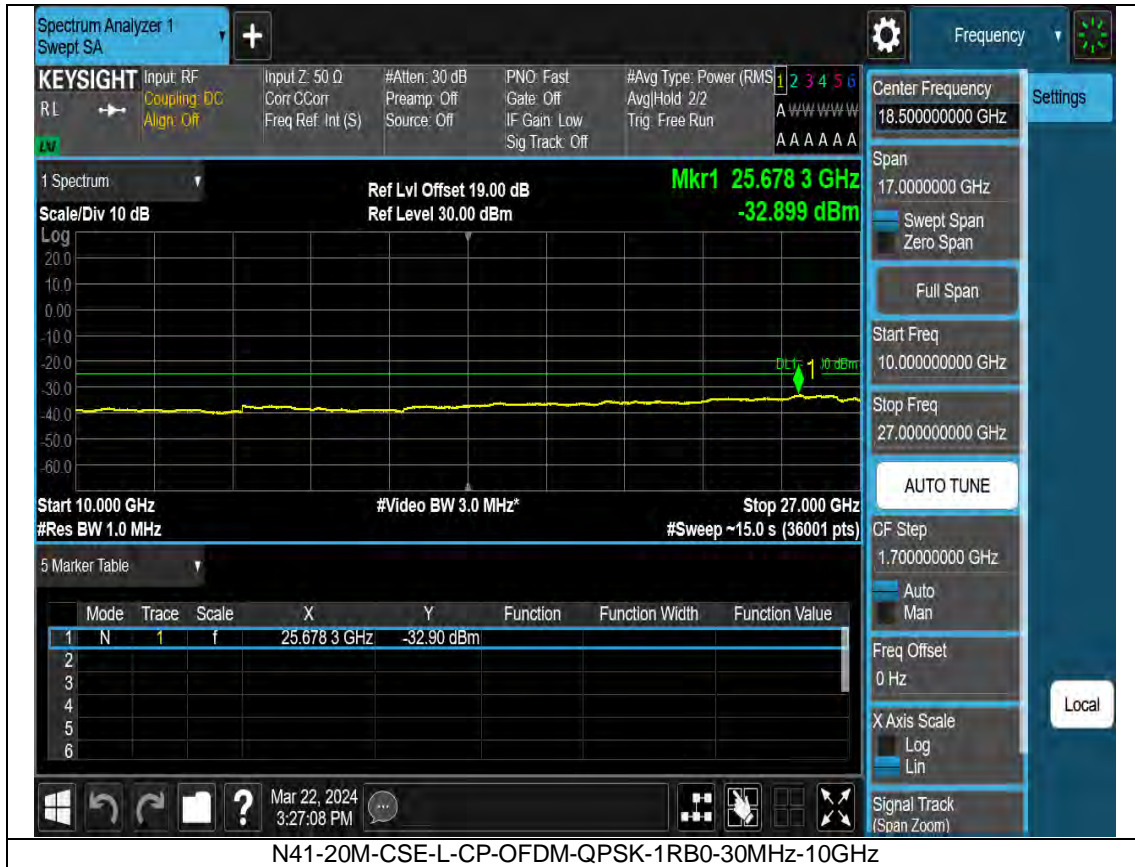 Spectrum Analyzer 1
Swept SA
+
Frequency
KEYSIGHT Input: RF Input Z: 50 Ω #Atten: 30 dB PNO: Fast #Avg Type: Power (RMS 1 2 3 4 5 6
RL Coupling: DC Corr CCorr Preamp: Off Gate: Off Avg|Hold: 2/2 A W W W W W
Align: Off Freq Ref: Int (S) Source: Off IF Gain: Low Trig: Free Run
Sig Track: Off A A A A A A
Center Frequency
18.500000000 GHz
Settings
Span
17.0000000 GHz
Swept Span
Zero Span
Full Span
Start Freq
10.000000000 GHz
Stop Freq
27.000000000 GHz
AUTO TUNE
CF Step
1.700000000 GHz
Auto
Man
Freq Offset
0 Hz
X Axis Scale
Log
Lin
Signal Track
(Span Zoom)
Local
1 Spectrum
Ref Lvl Offset 19.00 dB
Mkr1 25.678 3 GHz
Scale/Div 10 dB
Ref Level 30.00 dBm
-32.899 dBm
Log
20.0
10.0
0.00
-10.0
-20.0
-30.0
-40.0
-50.0
-60.0
1
Start 10.000 GHz #Video BW 3.0 MHz* Stop 27.000 GHz
#Res BW 1.0 MHz #Sweep ~15.0 s (36001 pts)
5 Marker Table
Mode Trace Scale X Y Function Function Width Function Value
1 N 1 f 25.678 3 GHz -32.90 dBm
2
3
4
5
6
? Mar 22, 2024
3:27:08 PM
N41-20M-CSE-L-CP-OFDM-QPSK-1RB0-30MHz-10GHz